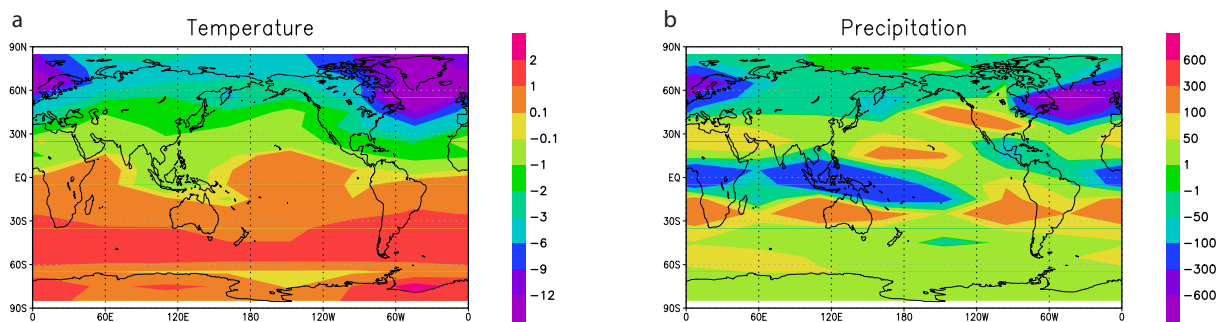 a
Temperature
90N
60N
30N
EQ
30S
60S
90S
0 60E 120E 180 120W 60W 0
2
1
0.1
−0.1
−1
−2
−3
−6
−9
−12
b
Precipitation
90N
60N
30N
EQ
30S
60S
90S
0 60E 120E 180 120W 60W 0
600
300
100
50
1
−1
−50
−100
−300
−600